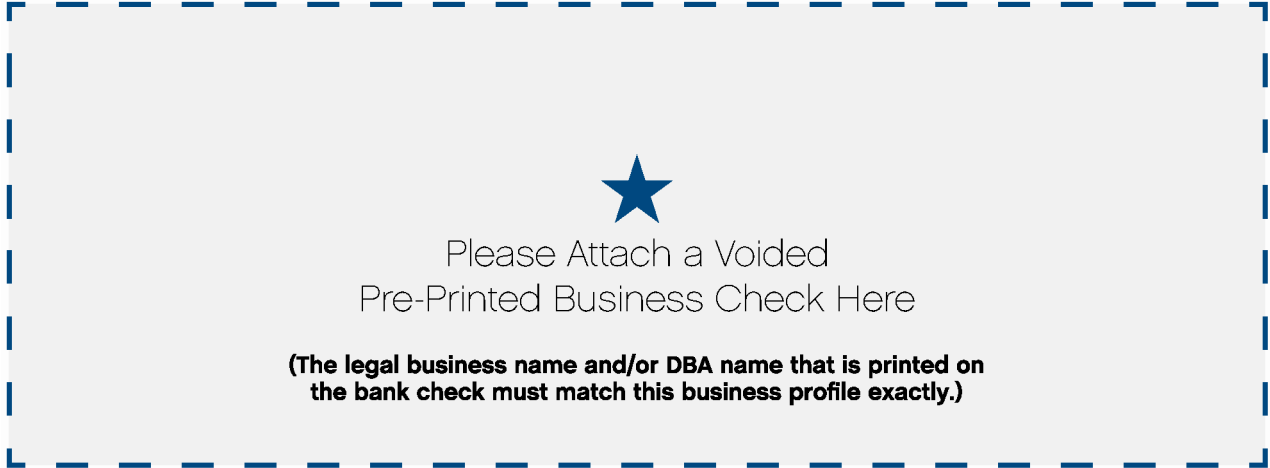 Please Attach a Voided
Pre-Printed Business Check Here
(The legal business name and/or DBA name that is printed on
the bank check must match this business profile exactly.)